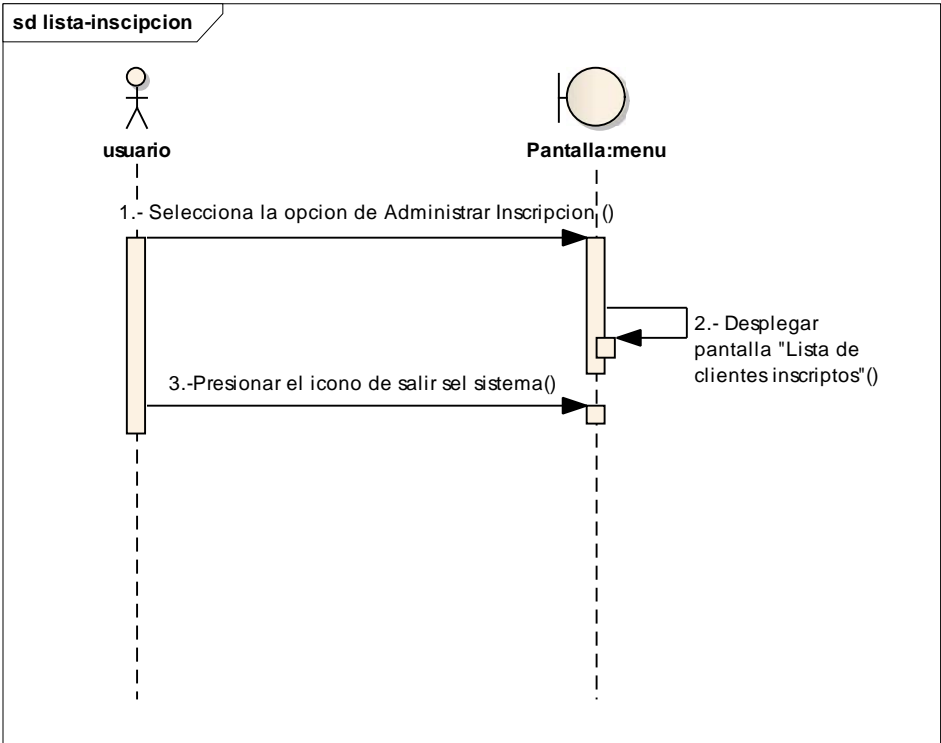 sd lista-inscipcion
usuario
Pantalla:menu
1.- Selecciona la opcion de Administrar Inscripcion ()
2.- Desplegar
pantalla "Lista de
clientes inscriptos"()
3.-Presionar el icono de salir sel sistema()